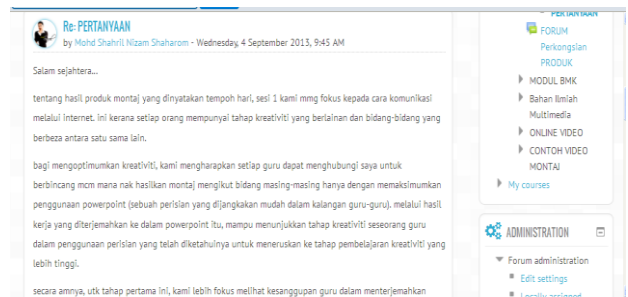 Re: PERTANYAAN
by Mohd Shahril Nizam Shaharom - Wednesday, 4 September 2013, 9:45 AM
Salam sejahtera...
tentang hasil produk montaj yang dinyatakan tempoh hari, sesi 1 kami mmg fokus kepada cara komunikasi
melalui internet. ini kerana setiap orang mempunyai tahap kreativiti yang berlainan dan bidang-bidang yang
berbeza antara satu sama lain.
bagi mengoptimumkan kreativiti, kami mengharapkan setiap guru dapat menghubungi saya untuk
berbincang mcm mana nak hasilkan montaj mengikut bidang masing-masing hanya dengan memaksimumkan
penggunaan powerpoint (sebuah perisian yang dijangkakan mudah dalam kalangan guru-guru). melalui hasil
kerja yang diterjemahkan ke dalam powerpoint itu, mampu menunjukkan tahap kreativiti seseorang guru
dalam penggunaan perisian yang telah diketahuinya untuk meneruskan ke tahap pembelajaran kreativiti yang
lebih tinggi.
secara amnya, utk tahap pertama ini, kami lebih fokus melihat kesanggupan guru dalam menterjemahkan
PERTANYAAN
FORUM
Perkongsian
PRODUK
MODUL BMK
Bahan Ilmiah
Multimedia
ONLINE VIDEO
CONTOH VIDEO
MONTAJ
My courses
ADMINISTRATION
Forum administration
Edit settings
Locally assigned